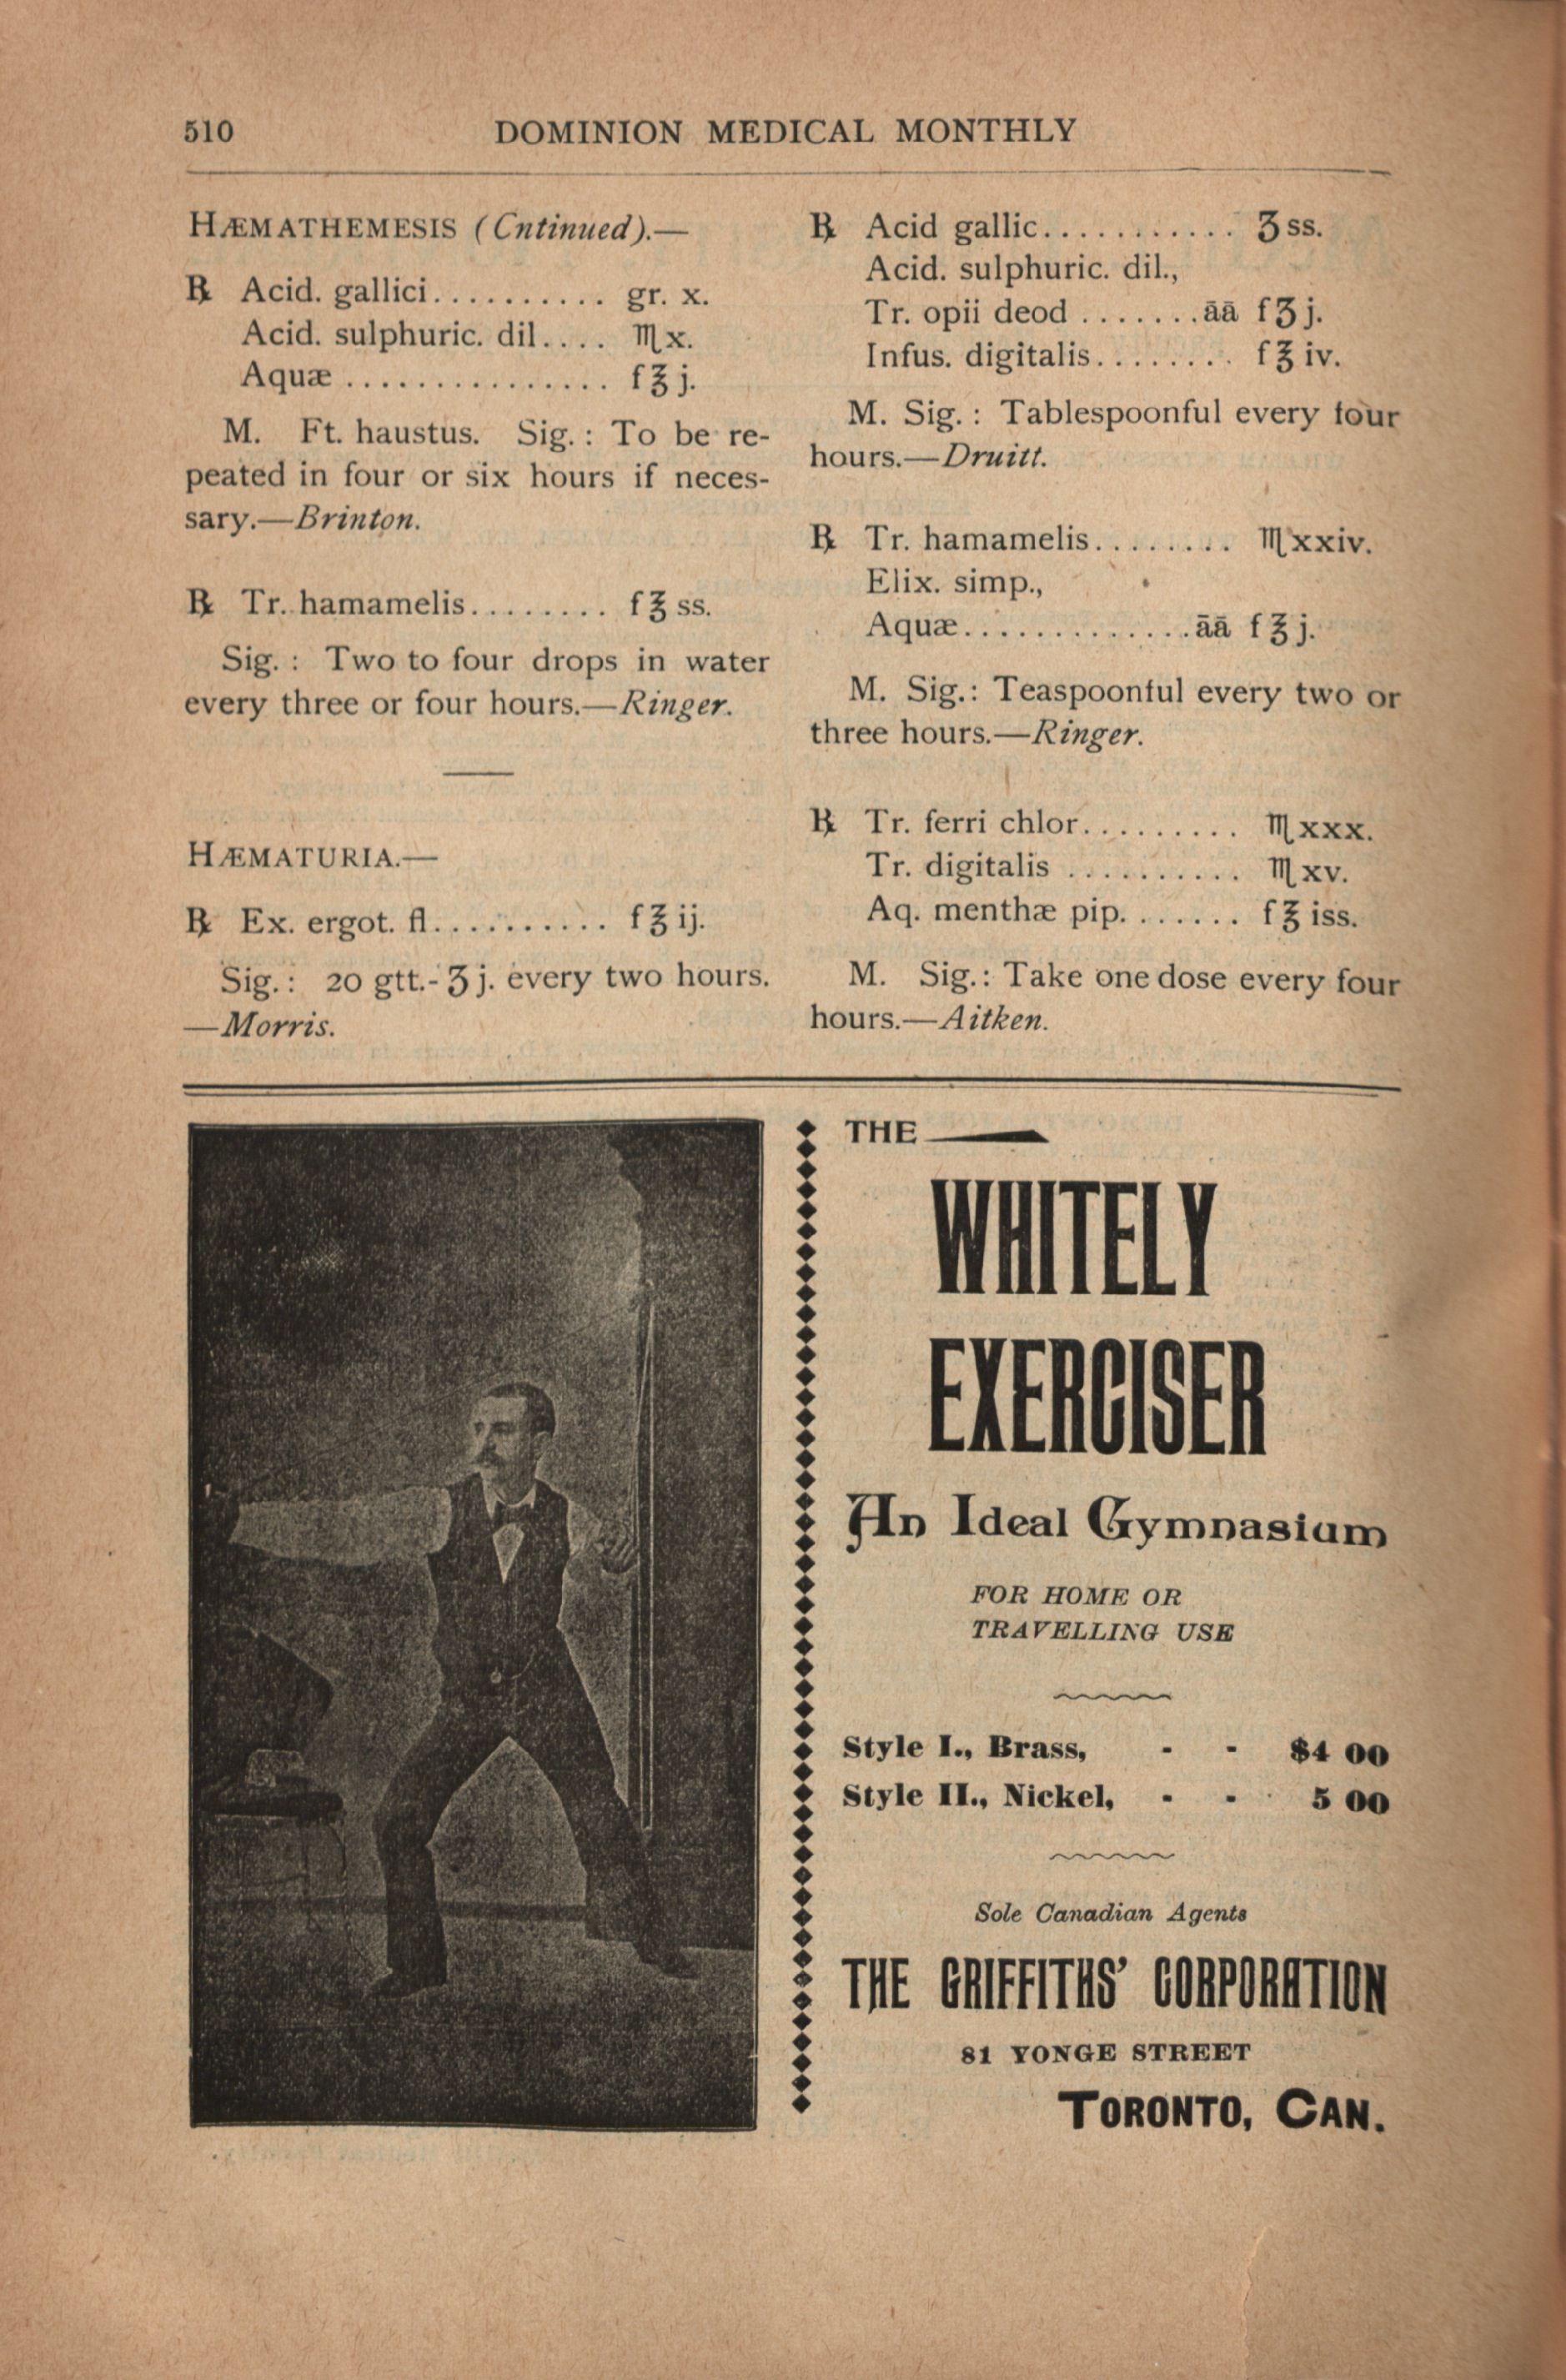 510 DOMINION MEDICAL MONTHLY
HÆMATHEMESIS (Cntinued).—
℞ Acid. gallici.......... gr. x.
Acid. sulphuric. dil.... ♏x.
Aquæ ............... f℥j.
M. Ft. haustus. Sig.: To be re-
peated in four or six hours if neces-
sary.—Brinton.
℞ Tr. hamamelis........ f℥ss.
Sig.: Two to four drops in water
every three or four hours.—Ringer.
HÆMATURIA.—
℞ Ex. ergot. fl.......... f℥ij.
Sig.: 20 gtt.-ʒj. every two hours.
—Morris.
℞ Acid gallic........... ʒss.
Acid. sulphuric. dil.,
Tr. opii deod .......āā fʒj.
Infus. digitalis........ f℥iv.
M. Sig.: Tablespoonful every four
hours.—Druitt.
℞ Tr. hamamelis........ ♏xxiv.
Elix. simp.,
Aquæ.............āā f℥j.
M. Sig.: Teaspoonful every two or
three hours.—Ringer.
℞ Tr. ferri chlor......... ♏xxx.
Tr. digitalis .......... ♏xv.
Aq. menthæ pip. ...... f℥iss.
M. Sig.: Take one dose every four
hours.—Aitken.
THE
WHITELY
EXERCISER
An Ideal Gymnasium
FOR HOME OR
TRAVELLING USE
Style I., Brass, - - $4 00
Style II., Nickel, - - 5 00
Sole Canadian Agents
THE GRIFFITHS' CORPORATION
81 YONGE STREET
TORONTO, CAN.